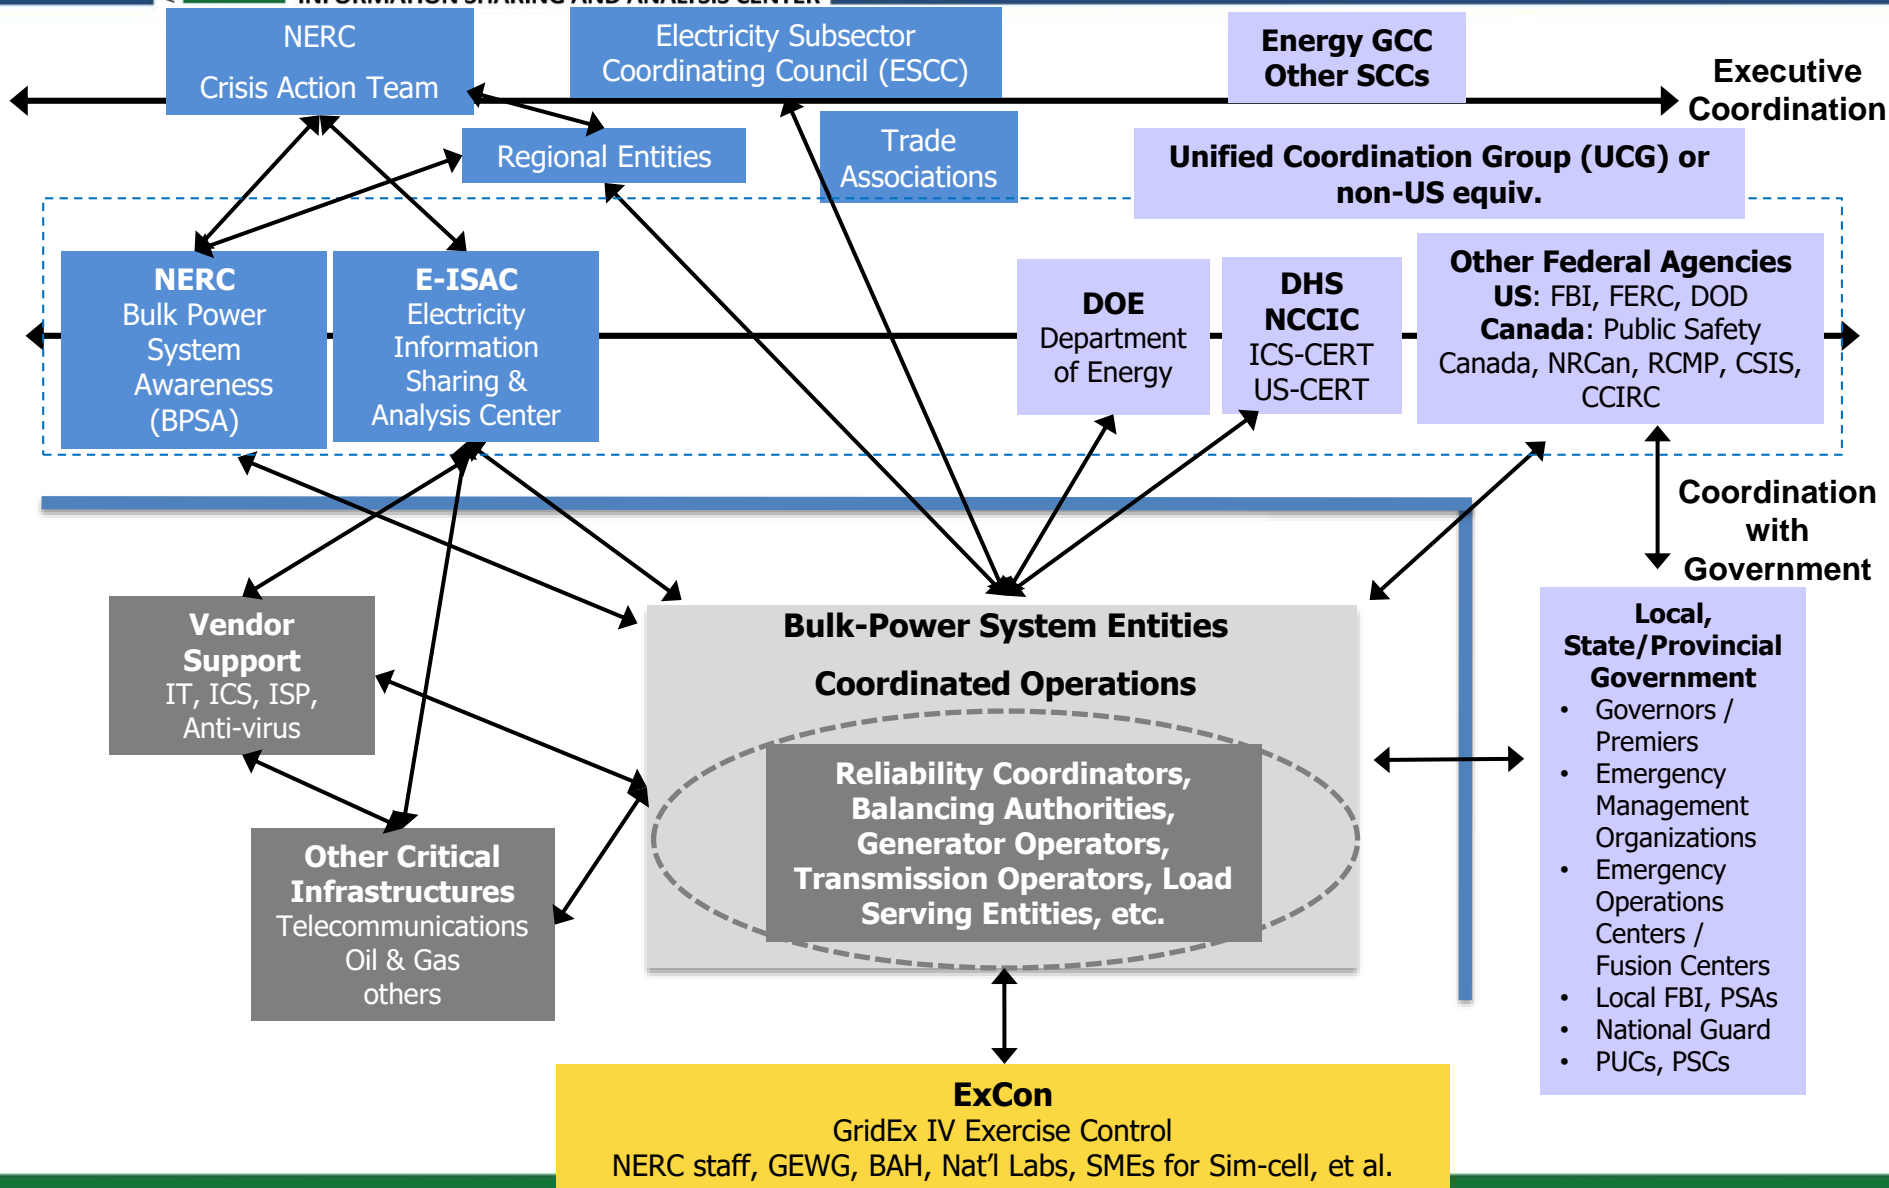 INFORMATION SHARING AND ANALYSIS CENTER
NERC
Crisis Action Team
Electricity Subsector
Coordinating Council (ESCC)
Energy GCC
Other SCCs
Executive
Coordination
Regional Entities
Trade
Associations
Unified Coordination Group (UCG) or
non-US equiv.
NERC
Bulk Power
System
Awareness
(BPSA)
E-ISAC
Electricity
Information
Sharing &
Analysis Center
DOE
Department
of Energy
DHS
NCCIC
ICS-CERT
US-CERT
Other Federal Agencies
US: FBI, FERC, DOD
Canada: Public Safety
Canada, NRCan, RCMP, CSIS,
CCIRC
Coordination
with
Government
Vendor
Support
IT, ICS, ISP,
Anti-virus
Other Critical
Infrastructures
Telecommunications
Oil & Gas
others
Bulk-Power System Entities
Coordinated Operations
Reliability Coordinators,
Balancing Authorities,
Generator Operators,
Transmission Operators, Load
Serving Entities, etc.
Local,
State/Provincial
Government
• Governors /
Premiers
• Emergency
Management
Organizations
• Emergency
Operations
Centers /
Fusion Centers
• Local FBI, PSAs
• National Guard
• PUCs, PSCs
ExCon
GridEx IV Exercise Control
NERC staff, GEWG, BAH, Nat'l Labs, SMEs for Sim-cell, et al.